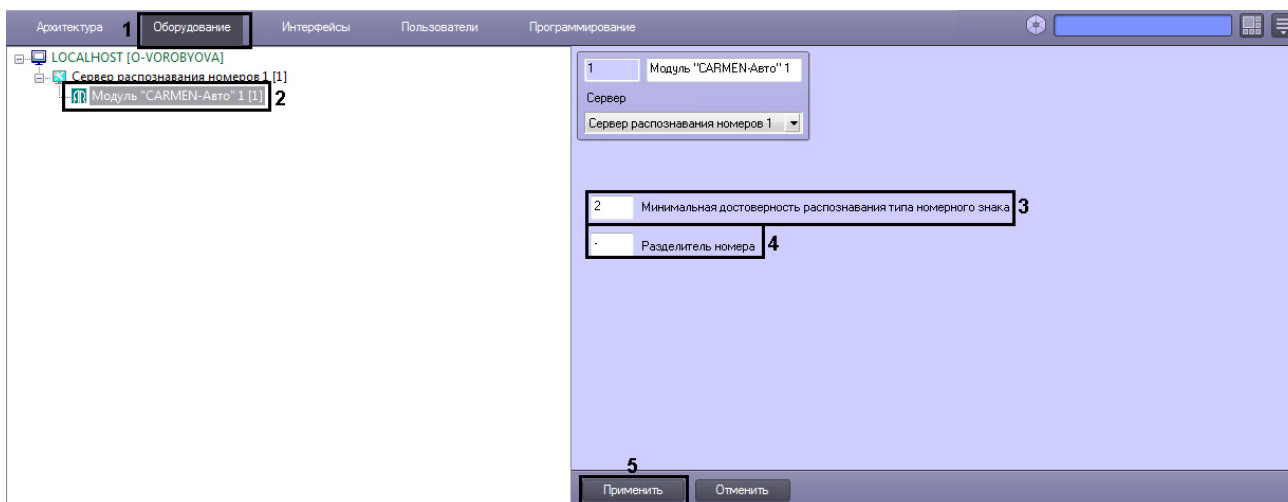 Архитектура 1 Оборудование Интерфейсы Пользователи Программирование
LOCALHOST [O-VOROBYOVA]
Сервер распознавания номеров 1 [1]
Модуль "CARMEN-Авто" 1 [1] 2
1 Модуль "CARMEN-Авто" 1
Сервер
Сервер распознавания номеров 1
2 Минимальная достоверность распознавания типа номерного знака 3
- Разделитель номера 4
5
Применить Отменить